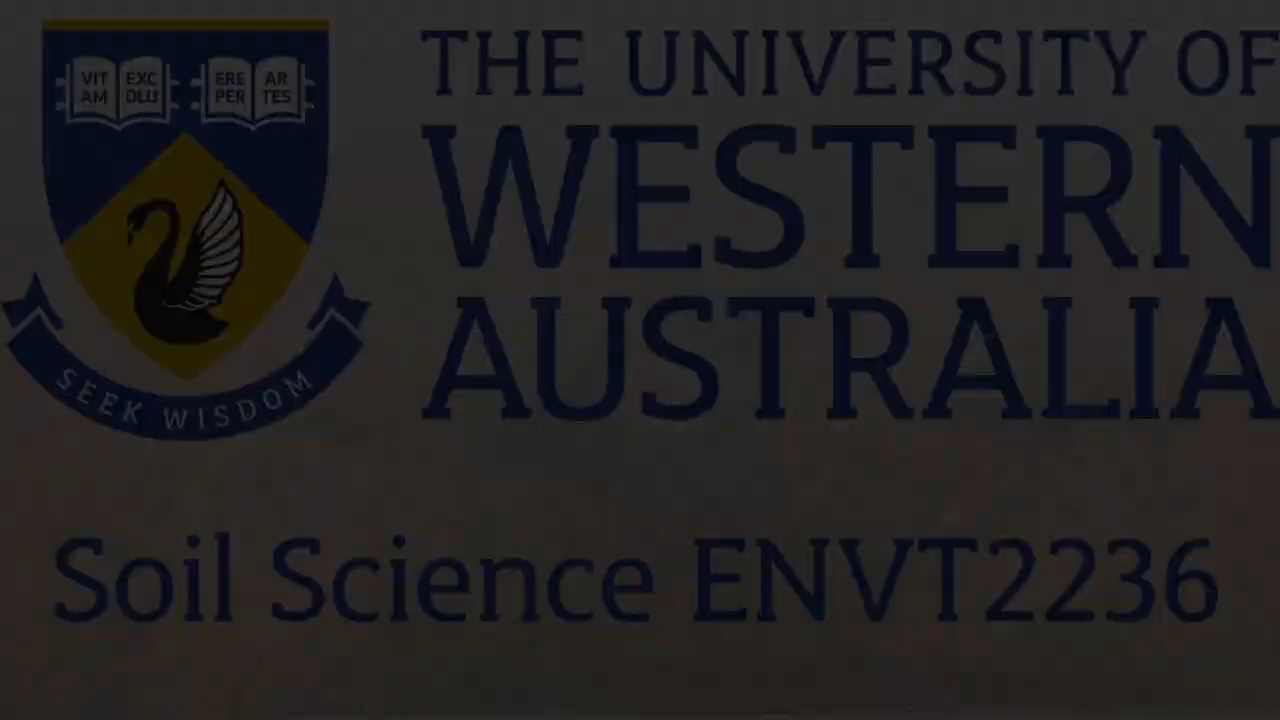 VIT EXC ERE AR
AM OLU PER TES
SEEK WISDOM
THE UNIVERSITY OF
WESTERN
AUSTRALIA
Soil Science ENVT2236